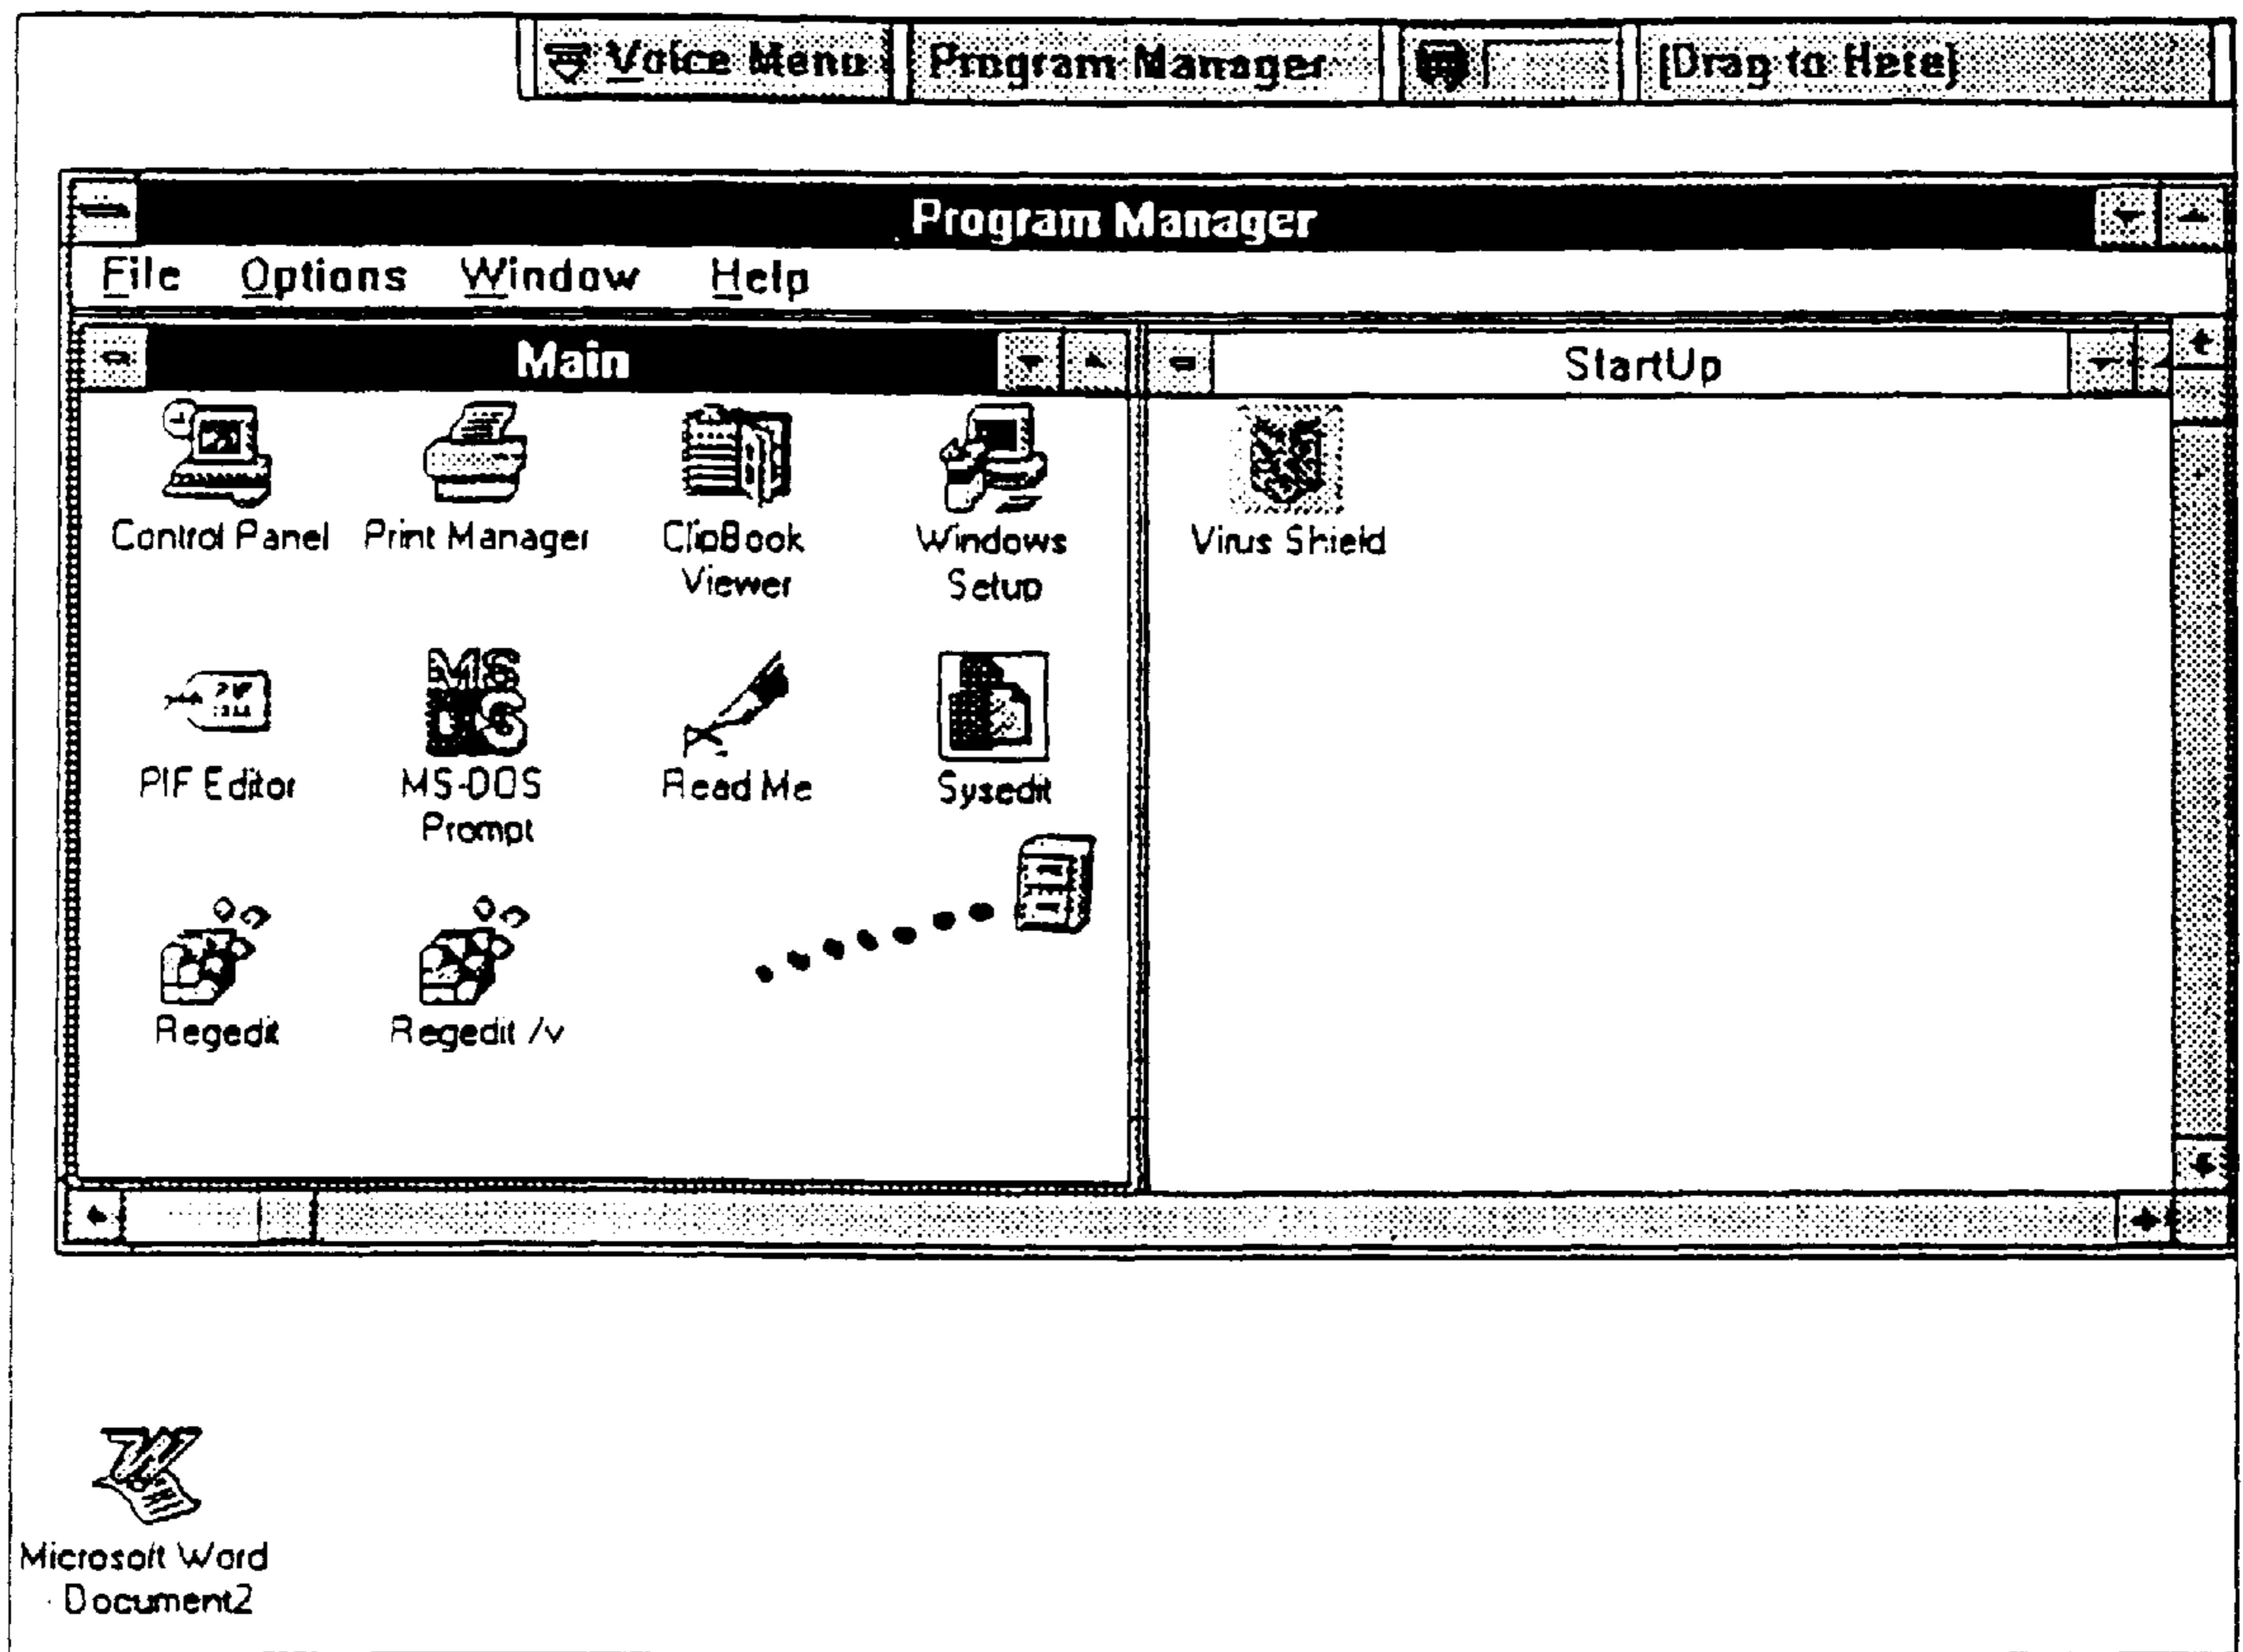 Voice Menu Program Manager [Drag to Here]
Program Manager
File Options Window Help
Main StartUp
Control Panel Print Manager ClipBook Windows Virus Shield
Viewer Setup
MS
DOS
PIF Editor MS-DOS Read Me Sysedit
Prompt
Regedit Regedit /v
Microsoft Word
Document2